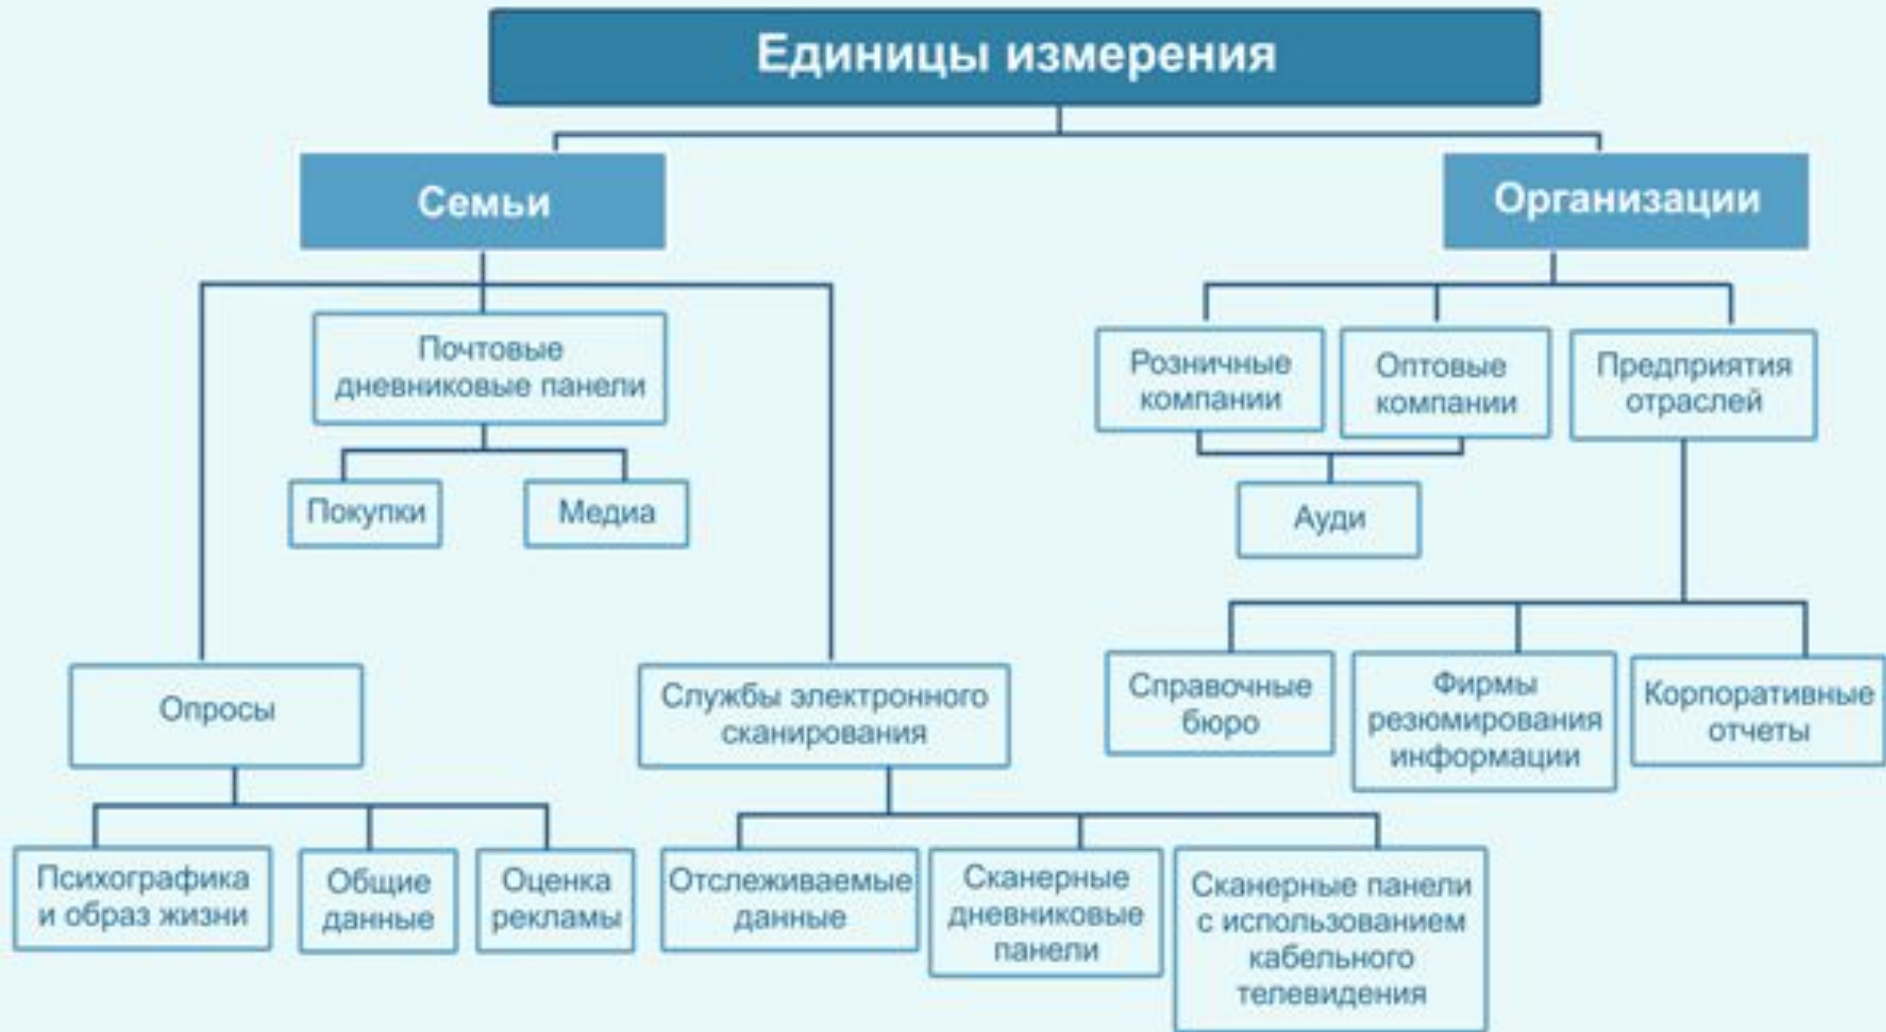 Единицы измерения
Семьи
Организации
Почтовые
дневниковые панели
Покупки
Медиа
Розничные
компании
Оптовые
компании
Предприятия
отраслей
Ауди
Опросы
Службы электронного
сканирования
Справочные
бюро
Фирмы
резюмирования
информации
Корпоративные
отчеты
Психографика
и образ жизни
Общие
данные
Оценка
рекламы
Отслеживаемые
данные
Сканерные
дневниковые
панели
Сканерные панели
с использованием
кабельного
телевидения